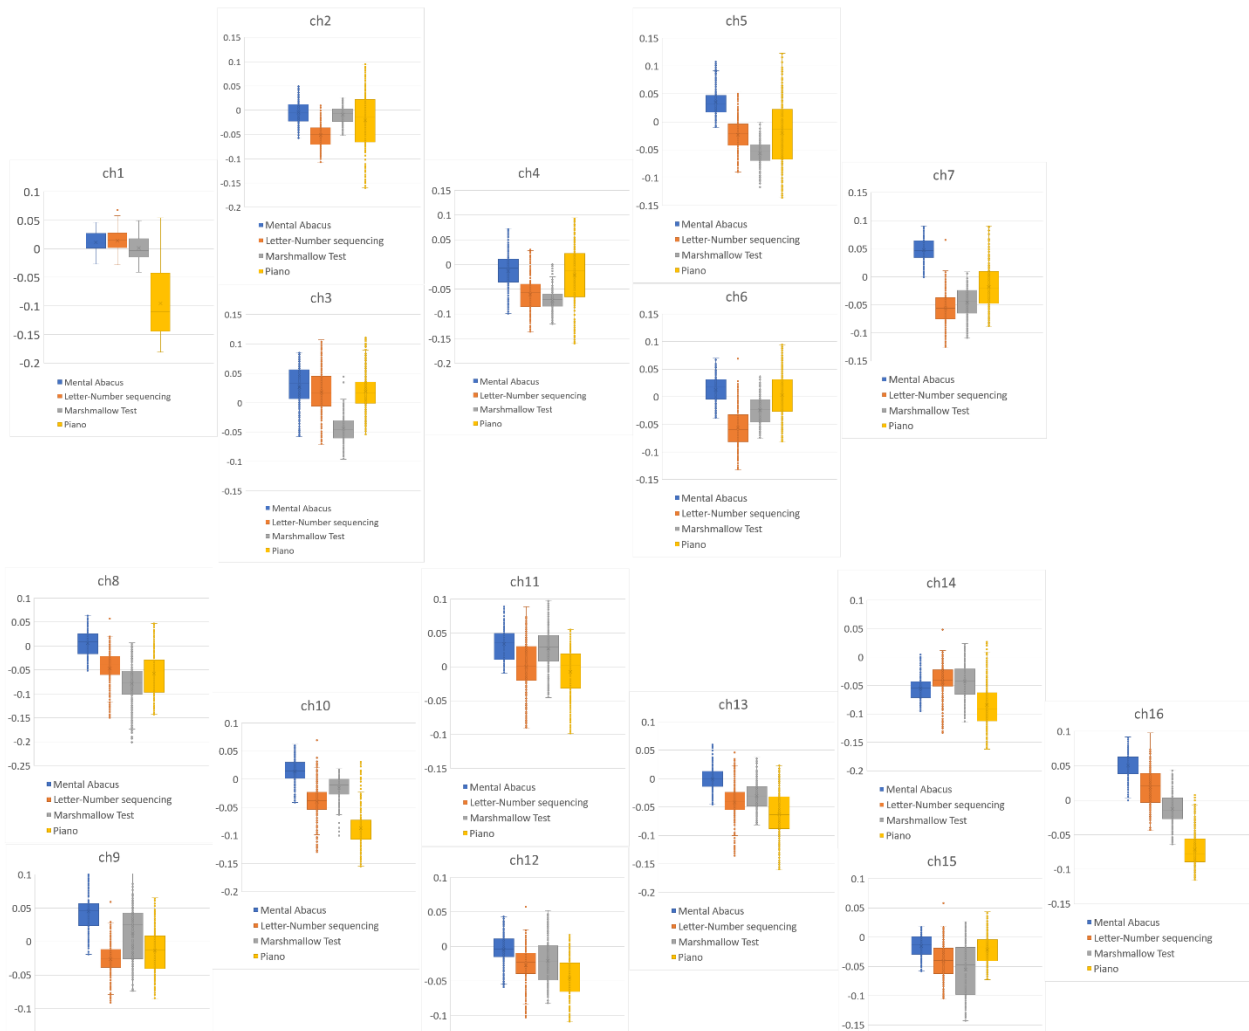 ch2
0.15
0.1
0.05
0
-0.05
-0.1
-0.15
-0.2
Mental Abacus
Letter-Number sequencing
Marshmallow Test
Piano
ch5
0.15
0.1
0.05
0
-0.05
-0.1
-0.15
Mental Abacus
Letter-Number sequencing
Marshmallow Test
Piano
ch1
0.1
0.05
0
-0.05
-0.1
-0.15
-0.2
Mental Abacus
Letter-Number sequencing
Marshmallow Test
Piano
ch4
0.15
0.1
0.05
0
-0.05
-0.1
-0.15
-0.2
Mental Abacus
Letter-Number sequencing
Marshmallow Test
Piano
ch7
0.15
0.1
0.05
0
-0.05
-0.1
-0.15
Mental Abacus
Letter-Number sequencing
Marshmallow Test
Piano
ch3
0.15
0.1
0.05
0
-0.05
-0.1
-0.15
Mental Abacus
Letter-Number sequencing
Marshmallow Test
Piano
ch6
0.15
0.1
0.05
0
-0.05
-0.1
-0.15
Mental Abacus
Letter-Number sequencing
Marshmallow Test
Piano
ch8
0.1
0.05
0
-0.05
-0.1
-0.15
-0.2
-0.25
Mental Abacus
Letter-Number sequencing
Marshmallow Test
Piano
ch11
0.1
0.05
0
-0.05
-0.1
-0.15
Mental Abacus
Letter-Number sequencing
Marshmallow Test
Piano
ch14
0.1
0.05
0
-0.05
-0.1
-0.15
-0.2
Mental Abacus
Letter-Number sequencing
Marshmallow Test
Piano
ch10
0.1
0.05
0
-0.05
-0.1
-0.15
-0.2
Mental Abacus
Letter-Number sequencing
Marshmallow Test
Piano
ch13
0.1
0.05
0
-0.05
-0.1
-0.15
-0.2
Mental Abacus
Letter-Number sequencing
Marshmallow Test
Piano
ch16
0.1
0.05
0
-0.05
-0.1
-0.15
Mental Abacus
Letter-Number sequencing
Marshmallow Test
Piano
ch9
0.1
0.05
0
-0.05
-0.1
ch12
0.1
0.05
0
-0.05
-0.1
ch15
0.1
0.05
0
-0.05
-0.1
-0.15